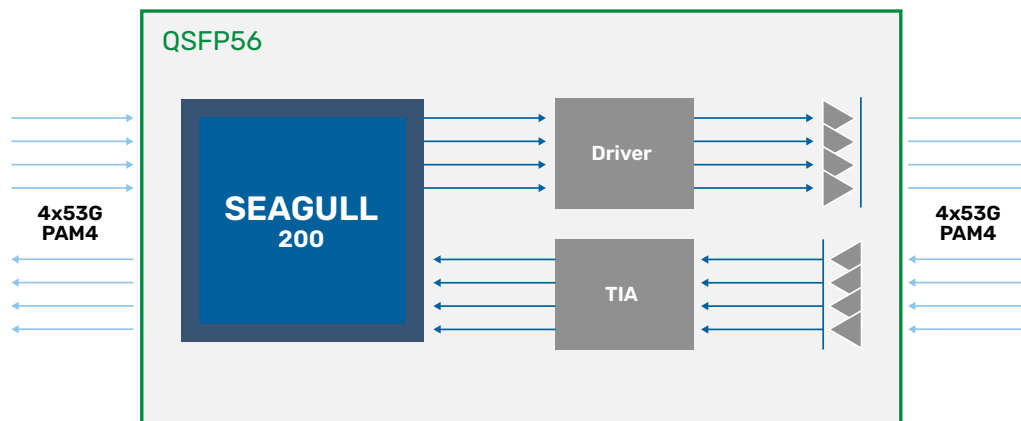 QSFP56
Driver
SEAGULL
200
4x53G
PAM4
4x53G
PAM4
TIA